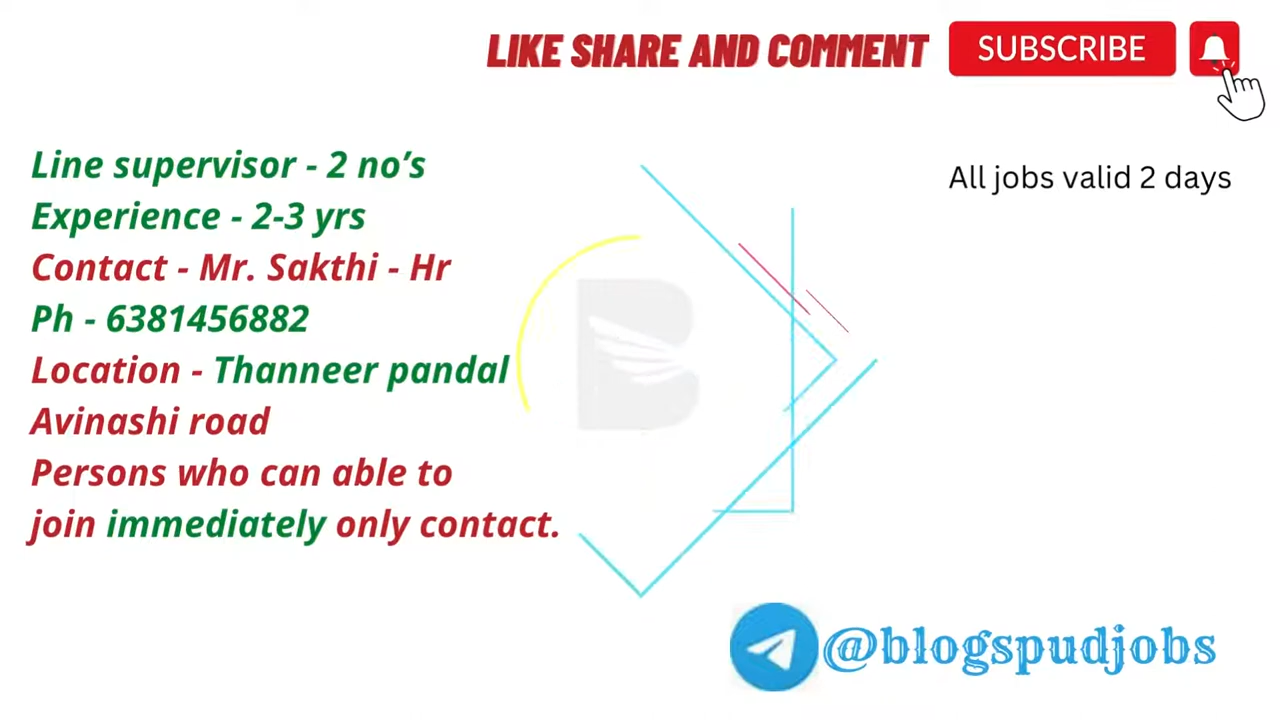 LIKE SHARE AND COMMENT
SUBSCRIBE
Line supervisor - 2 no’s
Experience - 2-3 yrs
Contact - Mr. Sakthi - Hr
Ph - 6381456882
Location - Thanneer pandal
Avinashi road
Persons who can able to
join immediately only contact.
All jobs valid 2 days
B
@blogspudjobs